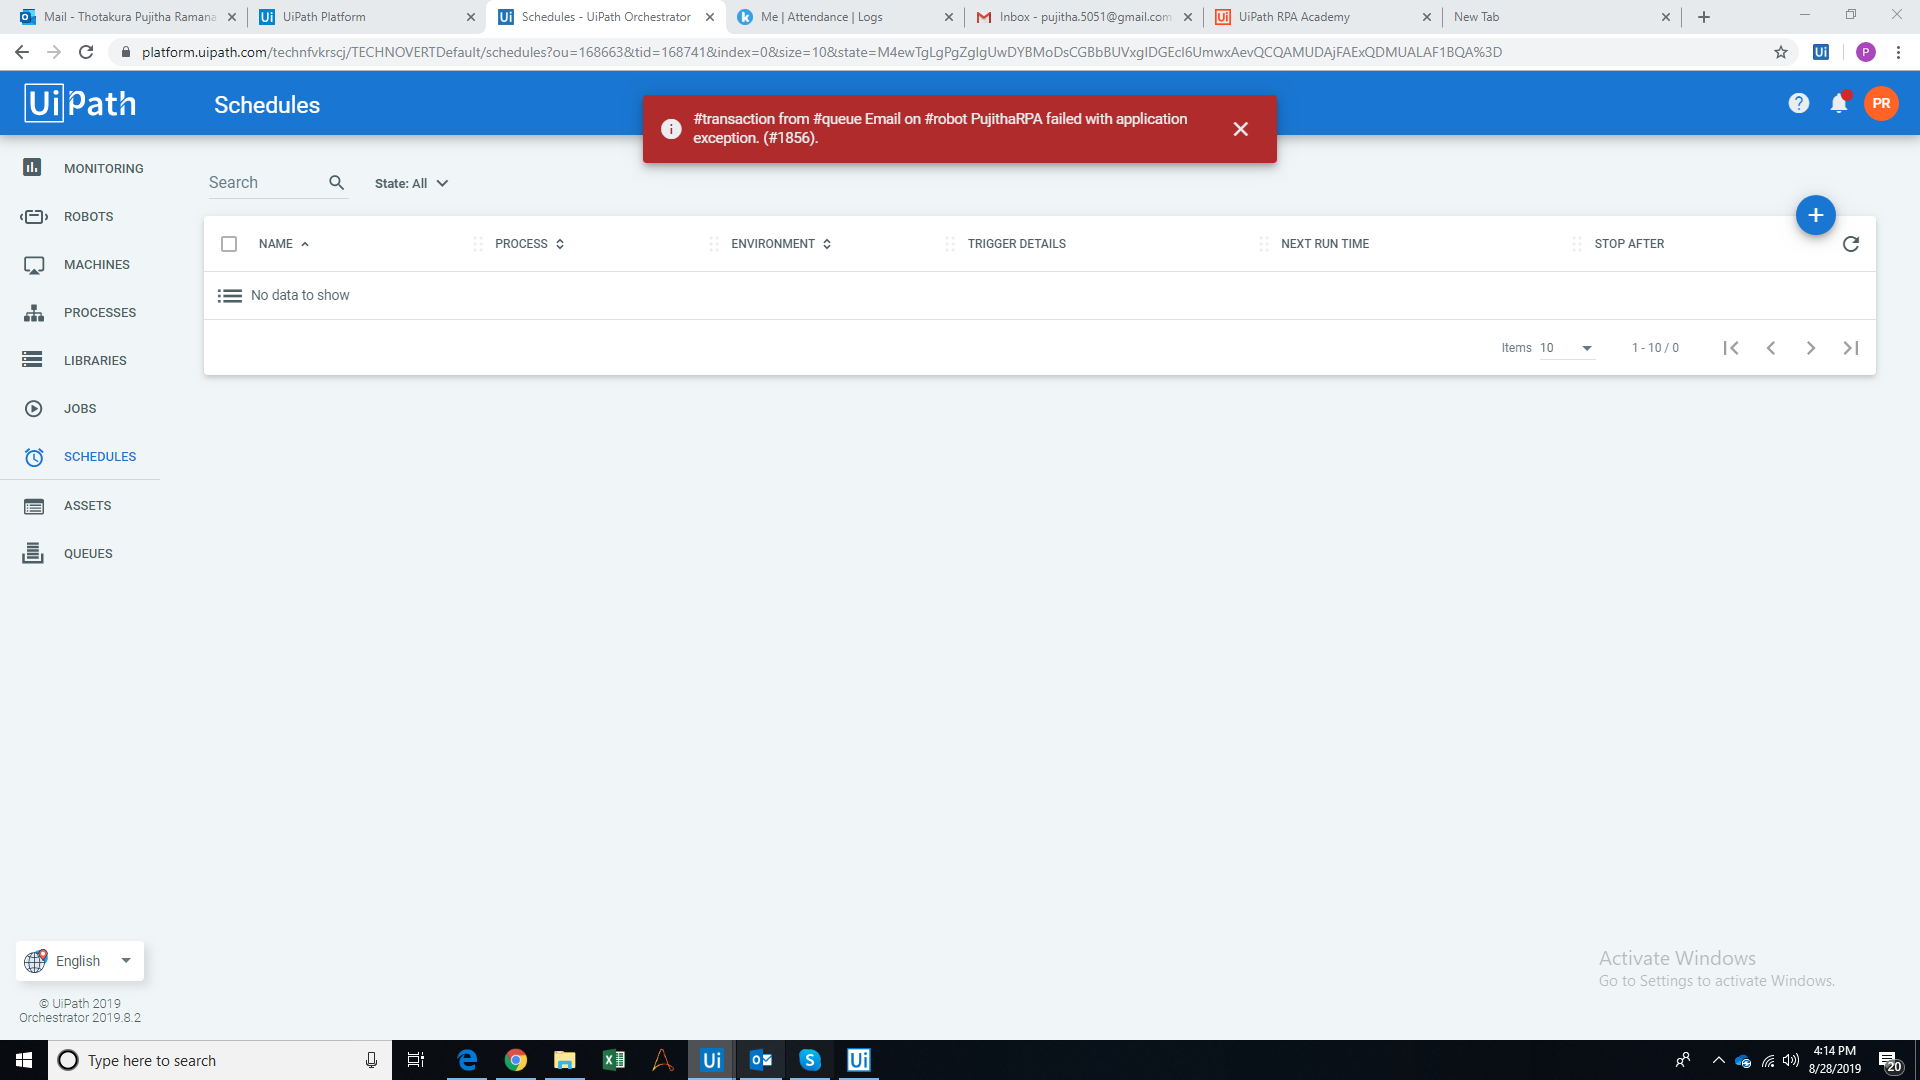 Mail - Thotakura Pujitha Ramana
UiPath Platform
Schedules - UiPath Orchestrator
Me | Attendance | Logs
Inbox - pujitha.5051@gmail.com
UiPath RPA Academy
New Tab
platform.uipath.com/technfvkrscj/TECHNOVERTDefault/schedules?ou=168663&tid=168741&index=0&size=10&state=M4ewTgLgPgZglgUwDYBMoDsCGBbBUVxgIDGEcI6UmwxAevQCQAMUDAjFAExQDMUALAF1BQA%3D
P
UiPath
Schedules
#transaction from #queue Email on #robot PujithaRPA failed with application
exception. (#1856).
PR
MONITORING
ROBOTS
MACHINES
PROCESSES
LIBRARIES
JOBS
SCHEDULES
ASSETS
QUEUES
Search
State: All
NAME
PROCESS
ENVIRONMENT
TRIGGER DETAILS
NEXT RUN TIME
STOP AFTER
No data to show
Items 10
1 - 10 / 0
English
© UiPath 2019
Orchestrator 2019.8.2
Activate Windows
Go to Settings to activate Windows.
Type here to search
4:14 PM
8/28/2019
20